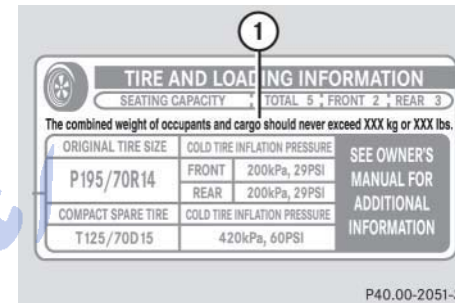 1
TIRE AND LOADING INFORMATION
SEATING CAPACITY TOTAL 5 FRONT 2 REAR 3
The combined weight of occupants and cargo should never exceed XXX kg or XXX lbs.
ORIGINAL TIRE SIZE COLD TIRE INFLATION PRESSURE
P195/70R14
FRONT 200kPa, 29PSI
REAR 200kPa, 29PSI
COMPACT SPARE TIRE COLD TIRE INFLATION PRESSURE
T125/70D15 420kPa, 60PSI
SEE OWNER'S
MANUAL FOR
ADDITIONAL
INFORMATION
P40.00-2051-